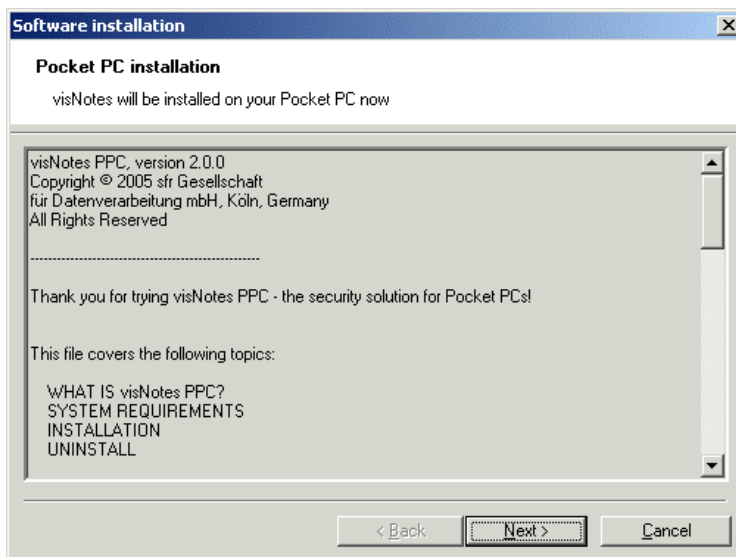 Software installation
Pocket PC installation
visNotes will be installed on your Pocket PC now
visNotes PPC, version 2.0.0
Copyright © 2005 sfr Gesellschaft
für Datenverarbeitung mbH, Köln, Germany
All Rights Reserved
----------------------------------------------------
Thank you for trying visNotes PPC - the security solution for Pocket PCs!
This file covers the following topics:
WHAT IS visNotes PPC?
SYSTEM REQUIREMENTS
INSTALLATION
UNINSTALL
< Back
Next >
Cancel